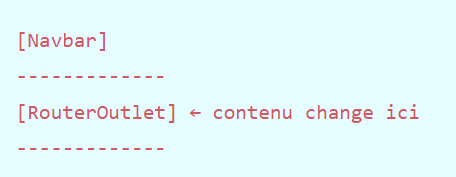 [Navbar]
-------------
[RouterOutlet] ← contenu change ici
-------------